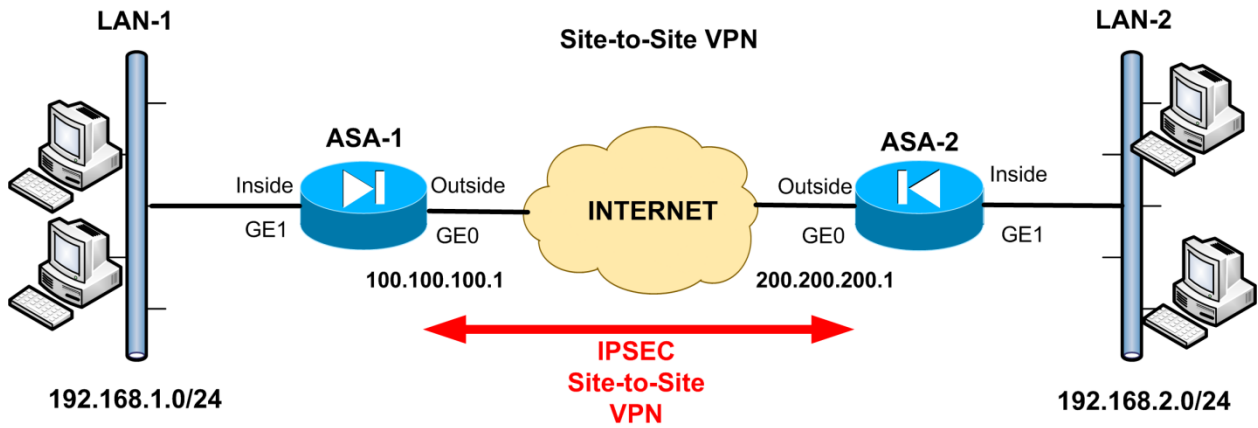 LAN-1
Site-to-Site VPN
LAN-2
ASA-1
ASA-2
Inside
Outside
INTERNET
Outside
Inside
GE1
GE0
GE0
GE1
100.100.100.1
200.200.200.1
IPSEC
Site-to-Site
VPN
192.168.1.0/24
192.168.2.0/24